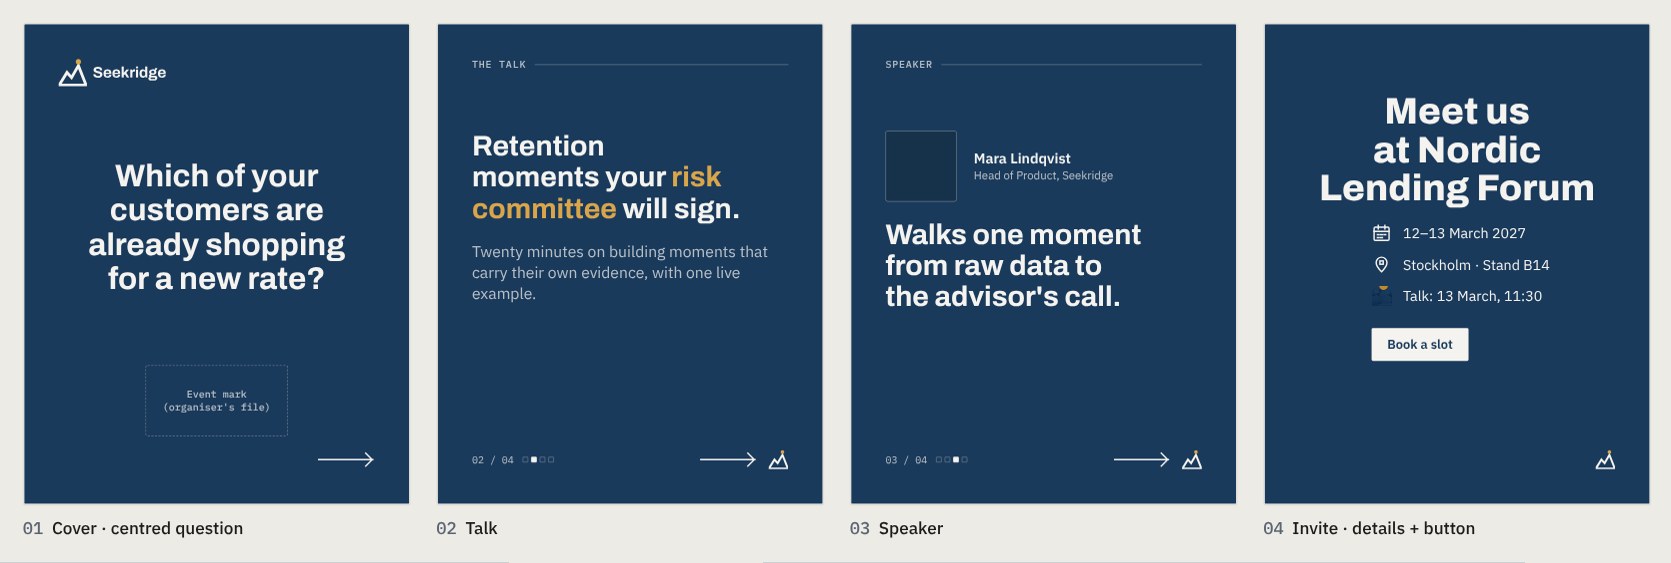 Seekridge
Which of your
customers are
already shopping
for a new rate?
Event mark
(organiser's file)
01 Cover · centred question
THE TALK
Retention
moments your risk
committee will sign.
Twenty minutes on building moments that
carry their own evidence, with one live
example.
02 / 04
02 Talk
SPEAKER
Mara Lindqvist
Head of Product, Seekridge
Walks one moment
from raw data to
the advisor's call.
03 / 04
03 Speaker
Meet us
at Nordic
Lending Forum
12–13 March 2027
Stockholm · Stand B14
Talk: 13 March, 11:30
Book a slot
04 Invite · details + button